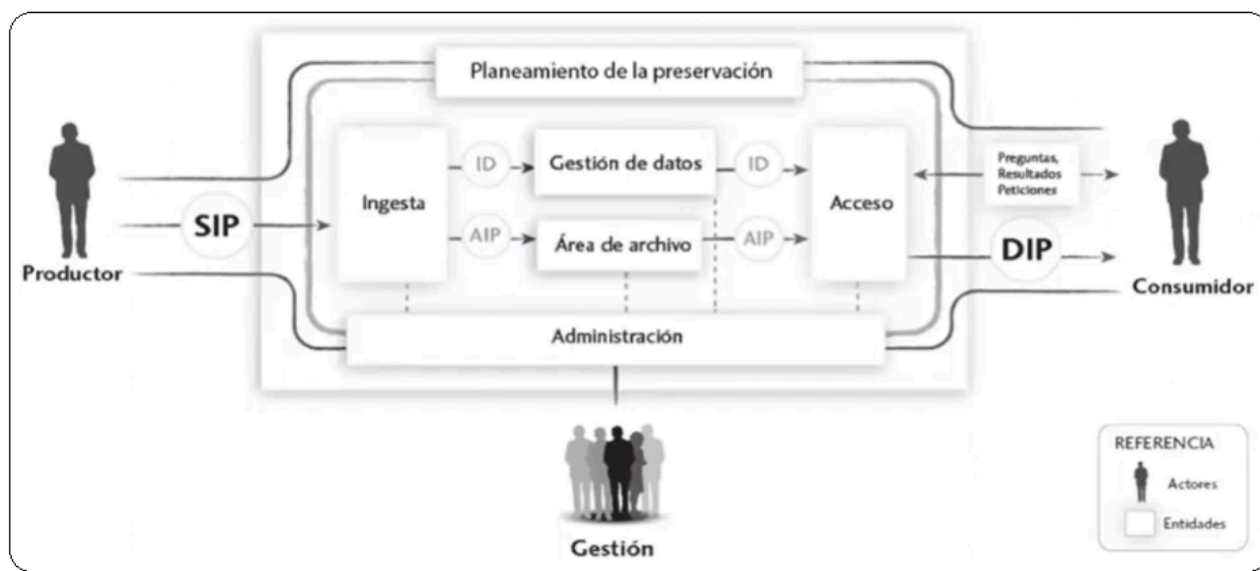 Planeamiento de la preservación
ID
Gestión de datos
ID
Preguntas,
Resultados
Peticiones
Ingesta
Acceso
SIP
AIP
Área de archivo
AIP
DIP
Productor
Consumidor
Administración
Gestión
REFERENCIA
Actores
Entidades